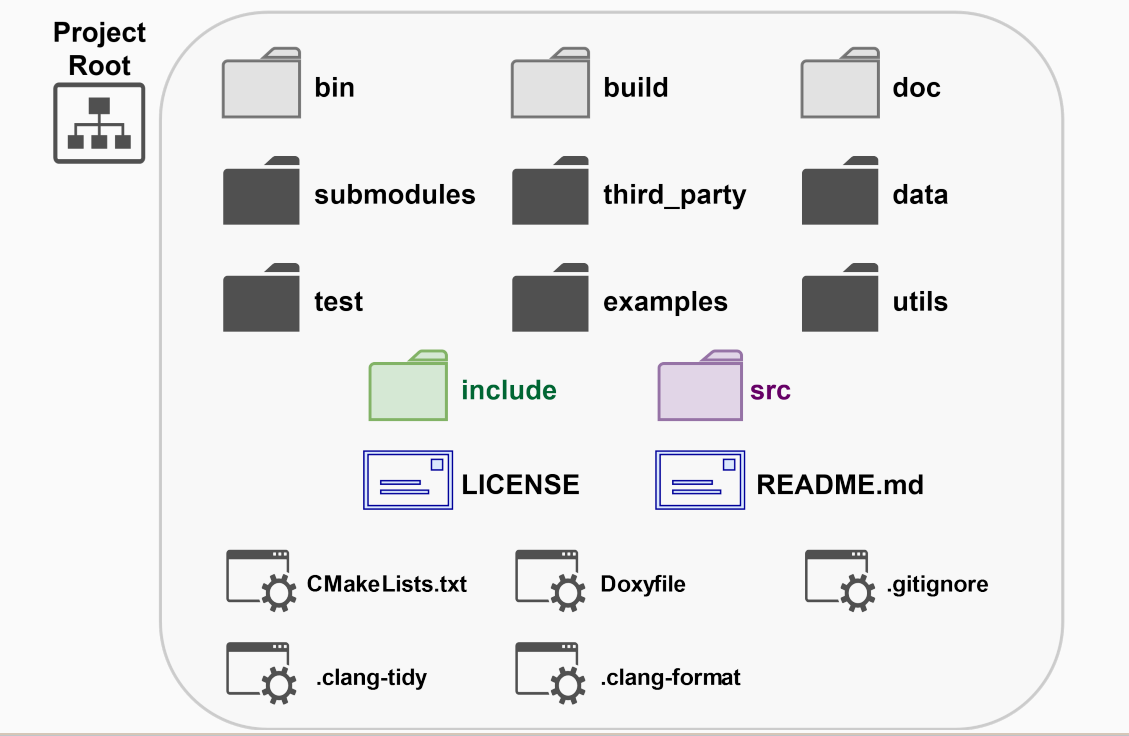 Project
Root
bin
build
doc
submodules
third_party
data
test
examples
utils
include
src
LICENSE
README.md
CMakeLists.txt
Doxyfile
.gitignore
.clang-tidy
.clang-format